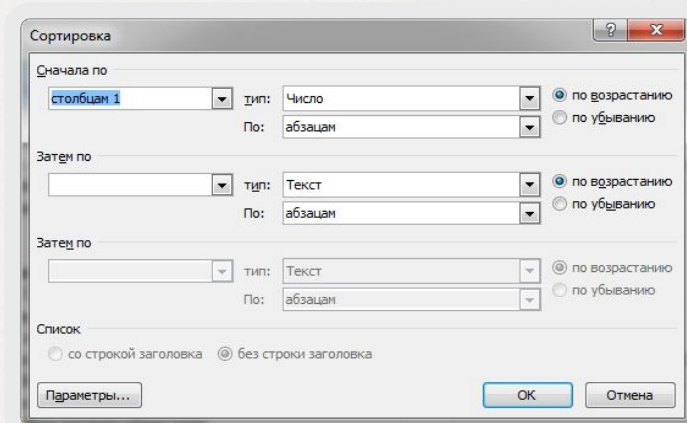 Сортировка
Сначала по
столбцам 1 тип: Число по возрастанию
По: абзацам по убыванию
Затем по
тип: Текст по возрастанию
По: абзацам по убыванию
Затем по
тип: Текст по возрастанию
По: абзацам по убыванию
Список
со строкой заголовка без строки заголовка
Параметры... ОК Отмена